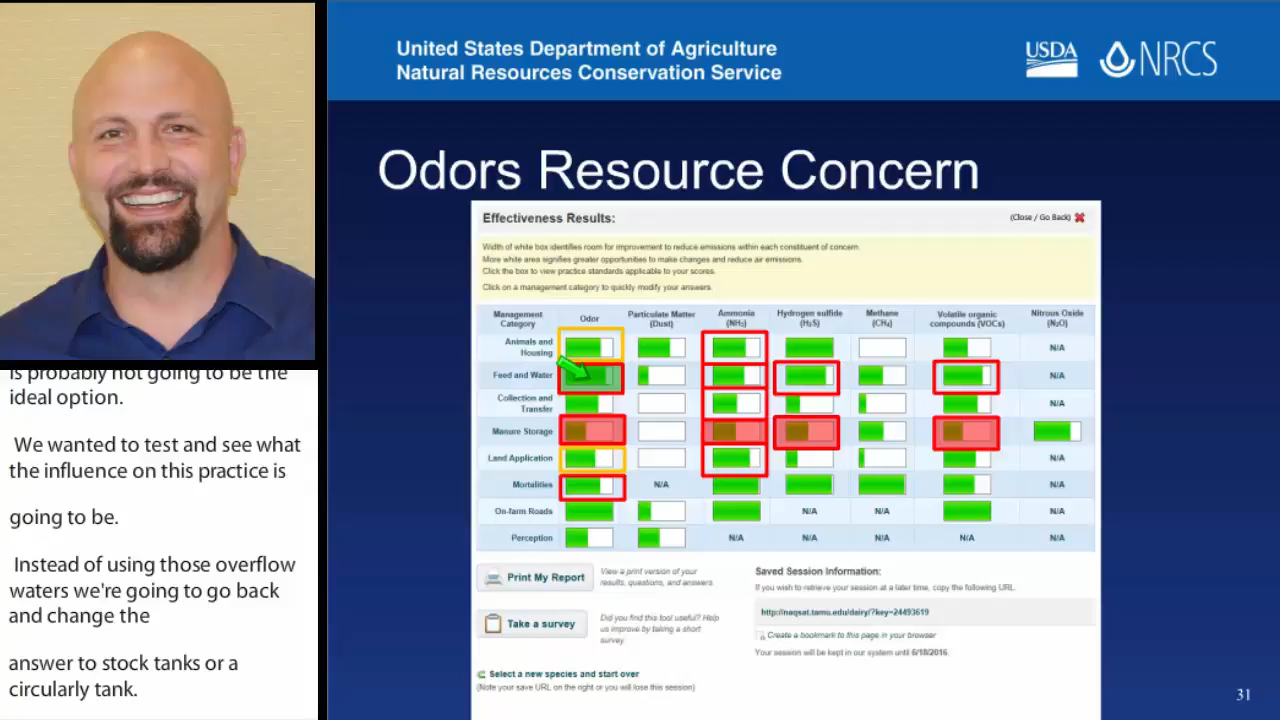 United States Department of Agriculture
Natural Resources Conservation Service
USDA
NRCS
Odors Resource Concern
Effectiveness Results:
(Close / Go Back)
Width of white box identifies room for improvement to reduce emissions within each constituent of concern.
More white area signifies greater opportunities to make changes and reduce air emissions.
Click the box to view practice standards applicable to your scores.
Click on a management category to quickly modify your answers.
Management Category Odor Particulate Matter (Dust) Ammonia (NH₃) Hydrogen sulfide (H₂S) Methane (CH₄) Volatile organic compounds (VOCs) Nitrous Oxide (N₂O)
Animals and Housing N/A
Feed and Water N/A
Collection and Transfer N/A
Manure Storage
Land Application N/A
Mortalities N/A N/A
On-farm Roads N/A N/A N/A
Perception N/A N/A N/A N/A N/A
Print My Report
View a print version of your
results, questions, and answers.
Take a survey
Did you find this tool useful? Help
us improve by taking a short
survey.
Select a new species and start over
(Note your save URL on the right or you will lose this session)
Saved Session Information:
If you wish to retrieve your session at a later time, copy the following URL.
http://naqsat.tamu.edu/dairy/?key=24493619
Create a bookmark to this page in your browser
Your session will be kept in our system until 6/18/2016.
31
is probably not going to be the
ideal option.
We wanted to test and see what
the influence on this practice is
going to be.
Instead of using those overflow
waters we're going to go back
and change the
answer to stock tanks or a
circularly tank.